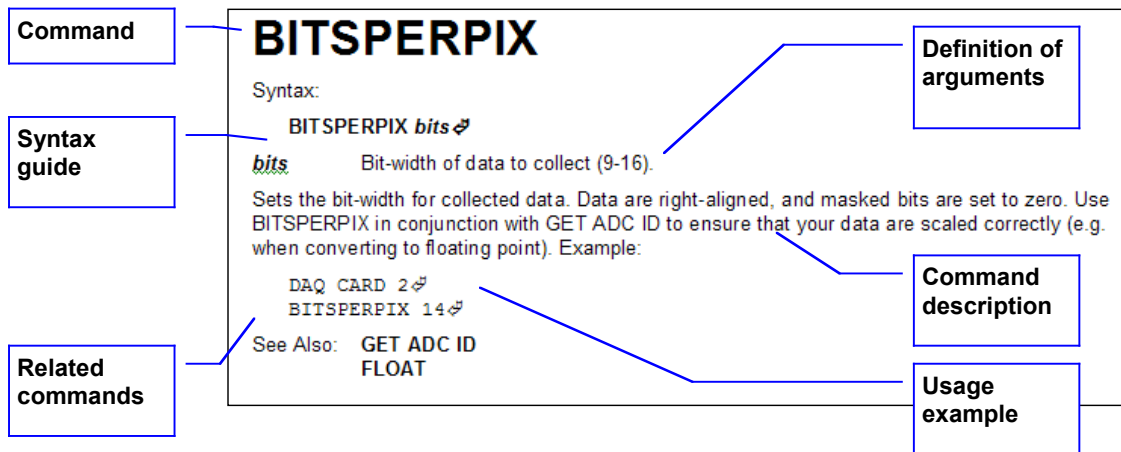 Command
BITSPERPIX
Definition of
arguments
Syntax:
BITSPERPIX bits↵
Syntax
guide
bits Bit-width of data to collect (9-16).
Sets the bit-width for collected data. Data are right-aligned, and masked bits are set to zero. Use
BITSPERPIX in conjunction with GET ADC ID to ensure that your data are scaled correctly (e.g.
when converting to floating point). Example:
DAQ CARD 2↵
BITSPERPIX 14↵
Command
description
See Also: GET ADC ID
FLOAT
Related
commands
Usage
example